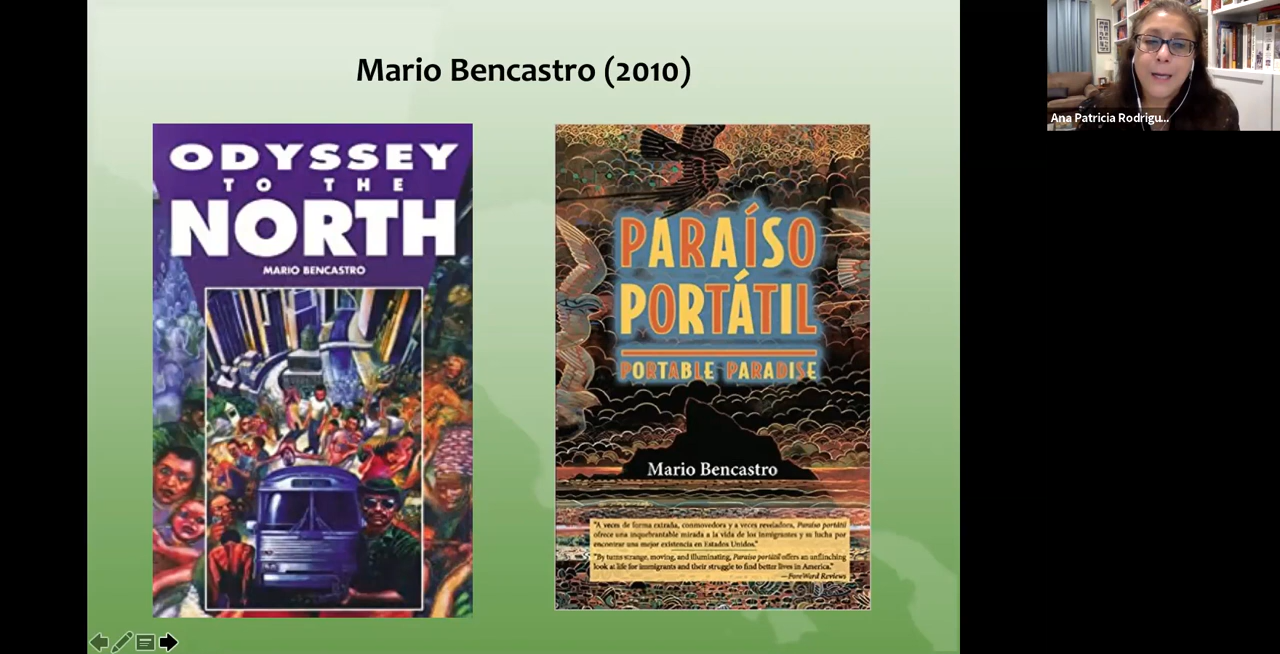 Mario Bencastro (2010)
ODYSSEY
TO THE
NORTH
MARIO BENCASTRO
PARAÍSO
PORTÁTIL
PORTABLE PARADISE
Mario Bencastro
"A veces de forma extraña, conmovedora y a veces reveladora, Paraíso portátil
ofrece una inquebrantable mirada a la vida de los inmigrantes y su lucha por
encontrar una mejor existencia en Estados Unidos."
"By turns strange, moving, and illuminating, Paraíso portátil offers an unflinching
look at life for immigrants and their struggle to find better lives in America."
—ForeWord Reviews
Ana Patricia Rodrigu...